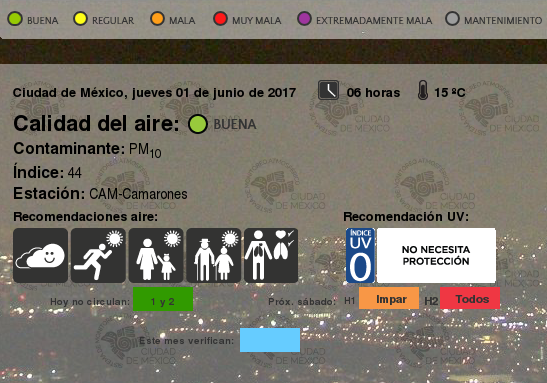 BUENA REGULAR MALA MUY MALA EXTREMADAMENTE MALA MANTENIMIENTO
Ciudad de México, jueves 01 de junio de 2017 06 horas 15 ºC
Calidad del aire: BUENA
Contaminante: PM10
Índice: 44
Estación: CAM-Camarones
Recomendaciones aire: Recomendación UV:
ÍNDICE
UV
0
NO NECESITA
PROTECCIÓN
Hoy no circulan: 1 y 2 Próx. sábado: H1 Impar H2 Todos
Este mes verifican:
CIUDAD
DE MÉXICO